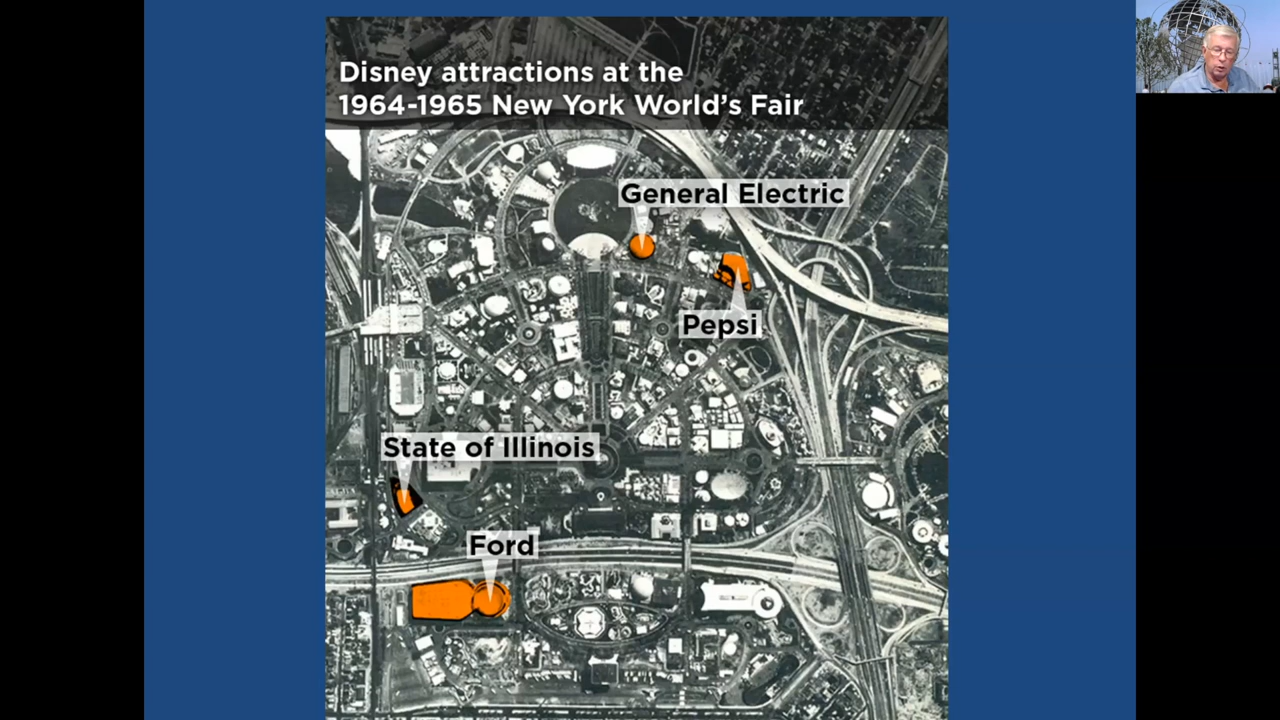 Disney attractions at the
1964-1965 New York World's Fair
General Electric
Pepsi
State of Illinois
Ford